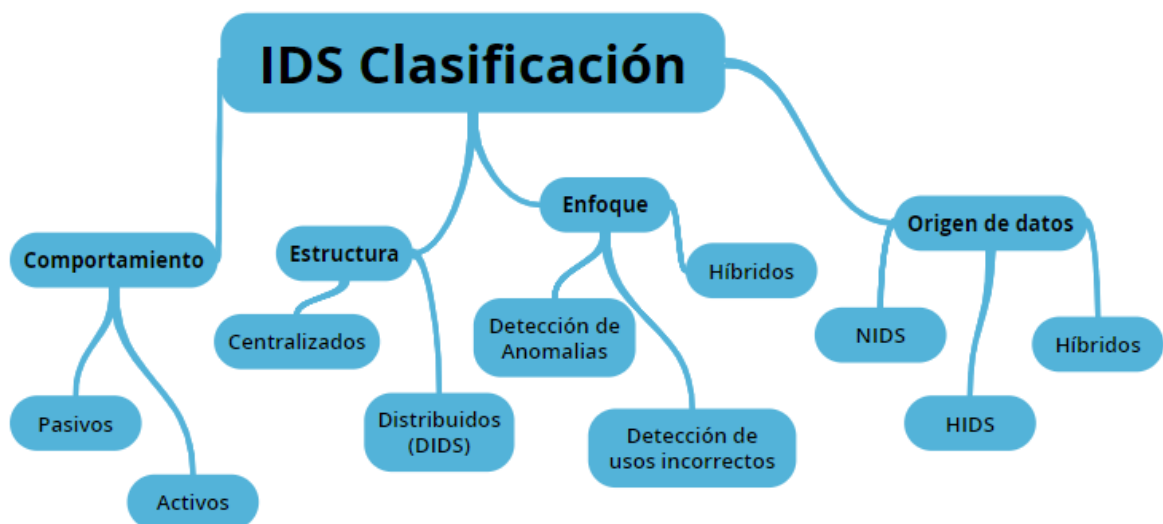 IDS Clasificación
Comportamiento
Pasivos
Activos
Estructura
Centralizados
Distribuidos
(DIDS)
Enfoque
Detección de
Anomalias
Detección de
usos incorrectos
Híbridos
Origen de datos
NIDS
HIDS
Híbridos